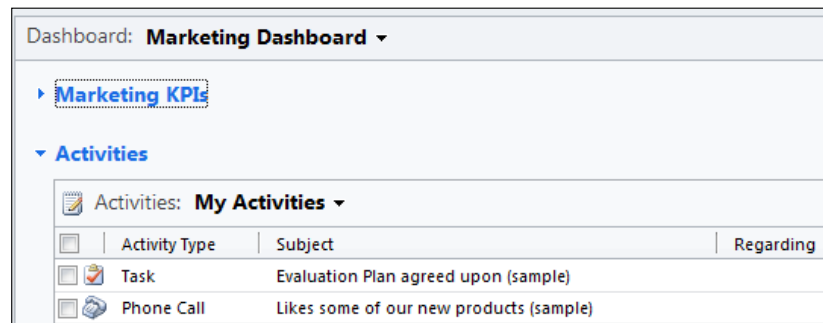 Dashboard: Marketing Dashboard
Marketing KPIs
Activities
Activities: My Activities
Activity Type Subject Regarding
Task Evaluation Plan agreed upon (sample)
Phone Call Likes some of our new products (sample)